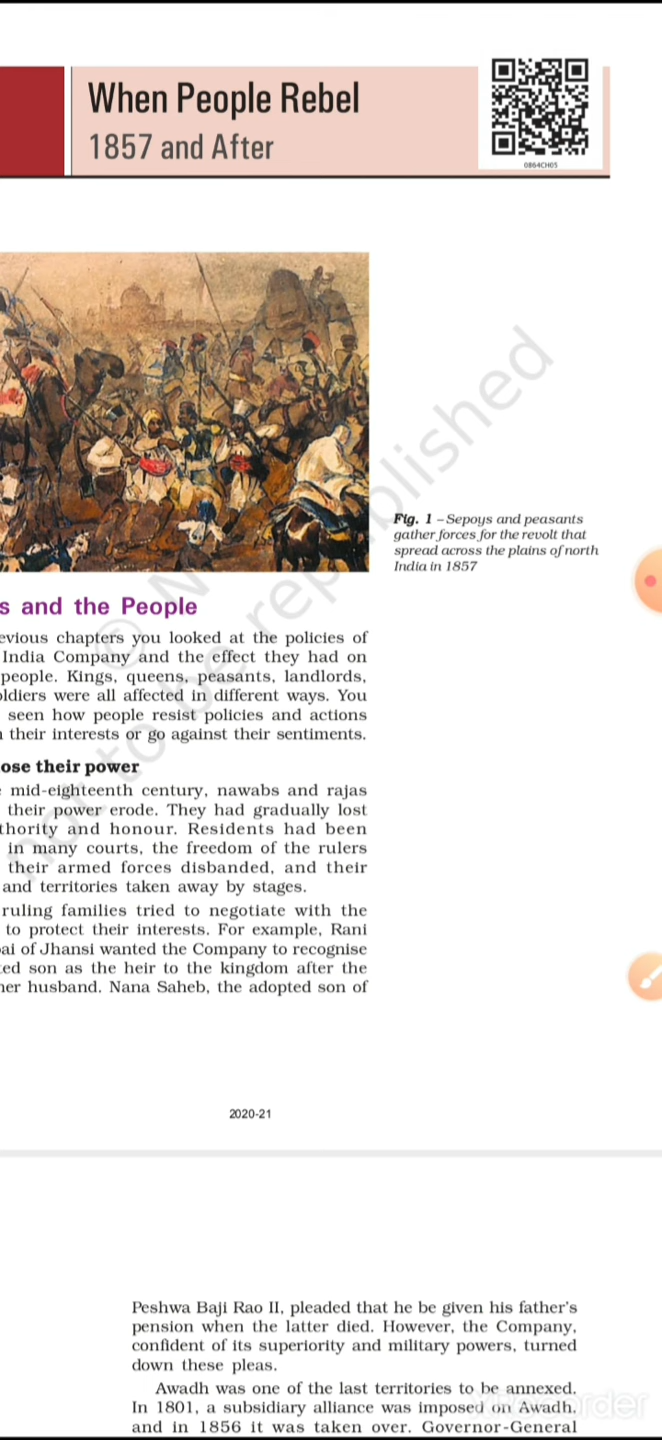 When People Rebel
1857 and After
0864CH05
Fig. 1 – Sepoys and peasants
gather forces for the revolt that
spread across the plains of north
India in 1857
s and the People
evious chapters you looked at the policies of
India Company and the effect they had on
people. Kings, queens, peasants, landlords,
oldiers were all affected in different ways. You
seen how people resist policies and actions
their interests or go against their sentiments.
ose their power
mid-eighteenth century, nawabs and rajas
their power erode. They had gradually lost
thority and honour. Residents had been
in many courts, the freedom of the rulers
their armed forces disbanded, and their
and territories taken away by stages.
ruling families tried to negotiate with the
to protect their interests. For example, Rani
bai of Jhansi wanted the Company to recognise
ted son as the heir to the kingdom after the
her husband. Nana Saheb, the adopted son of
© N
not to be republished
2020-21
Peshwa Baji Rao II, pleaded that he be given his father's
pension when the latter died. However, the Company,
confident of its superiority and military powers, turned
down these pleas.
Awadh was one of the last territories to be annexed.
In 1801, a subsidiary alliance was imposed on Awadh,
and in 1856 it was taken over. Governor-General
XRecorder